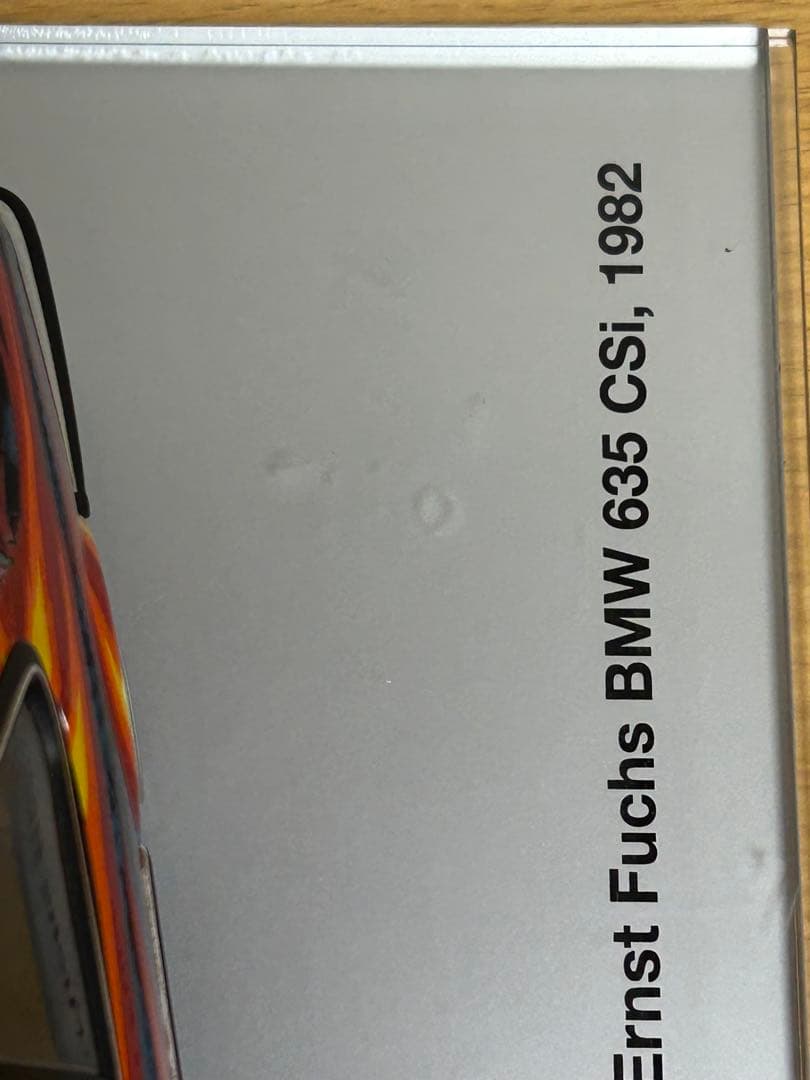 Ernst Fuchs BMW 635 CSi, 1982